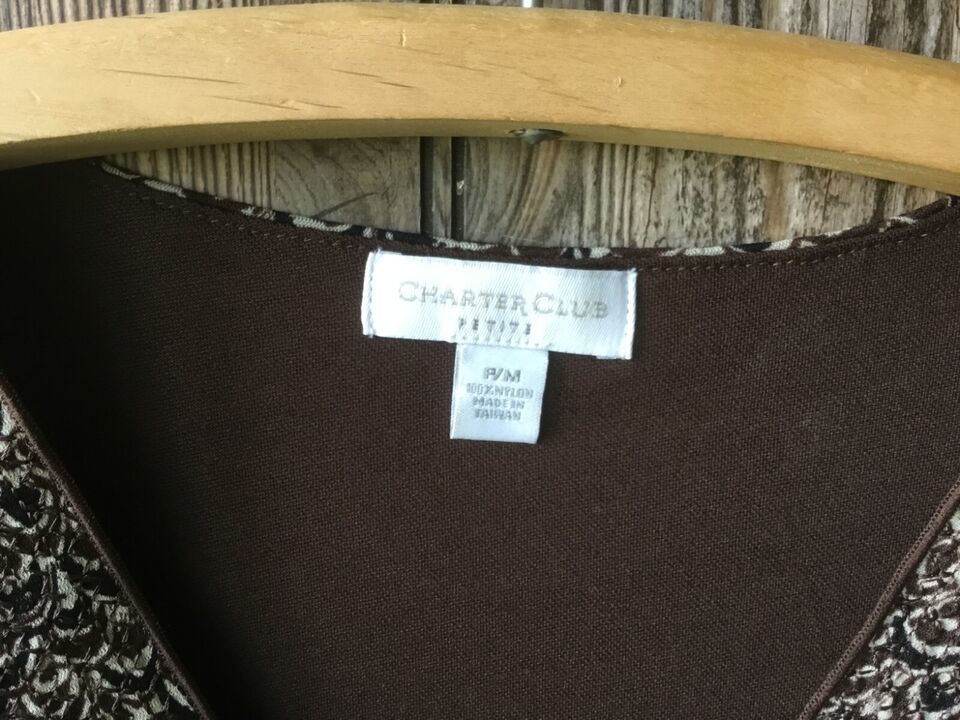 CHARTER CLUB
PETITE
P/M
100% NYLON
MADE IN
TAIWAN